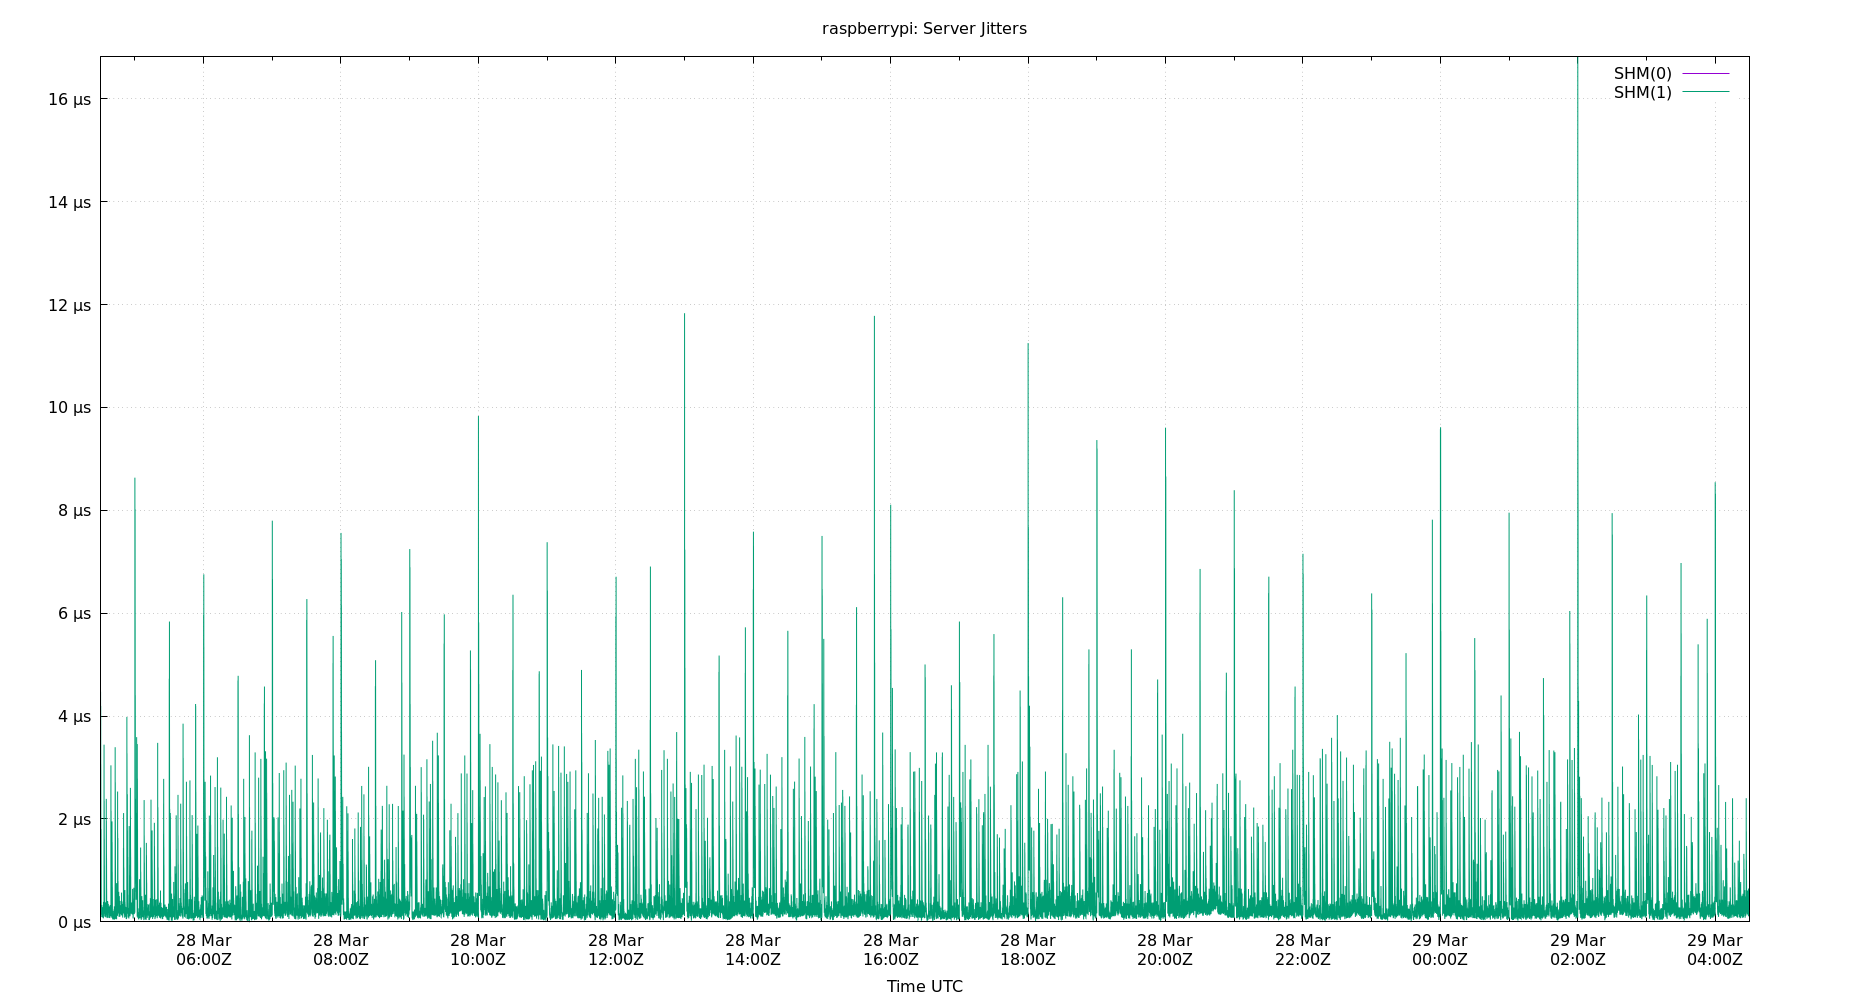 raspberrypi: Server Jitters
SHM(0)
SHM(1)
16 µs
14 µs
12 µs
10 µs
8 µs
6 µs
4 µs
2 µs
0 µs
28 Mar 28 Mar 28 Mar 28 Mar 28 Mar 28 Mar 28 Mar 28 Mar 28 Mar 29 Mar 29 Mar 29 Mar
06:00Z 08:00Z 10:00Z 12:00Z 14:00Z 16:00Z 18:00Z 20:00Z 22:00Z 00:00Z 02:00Z 04:00Z
Time UTC